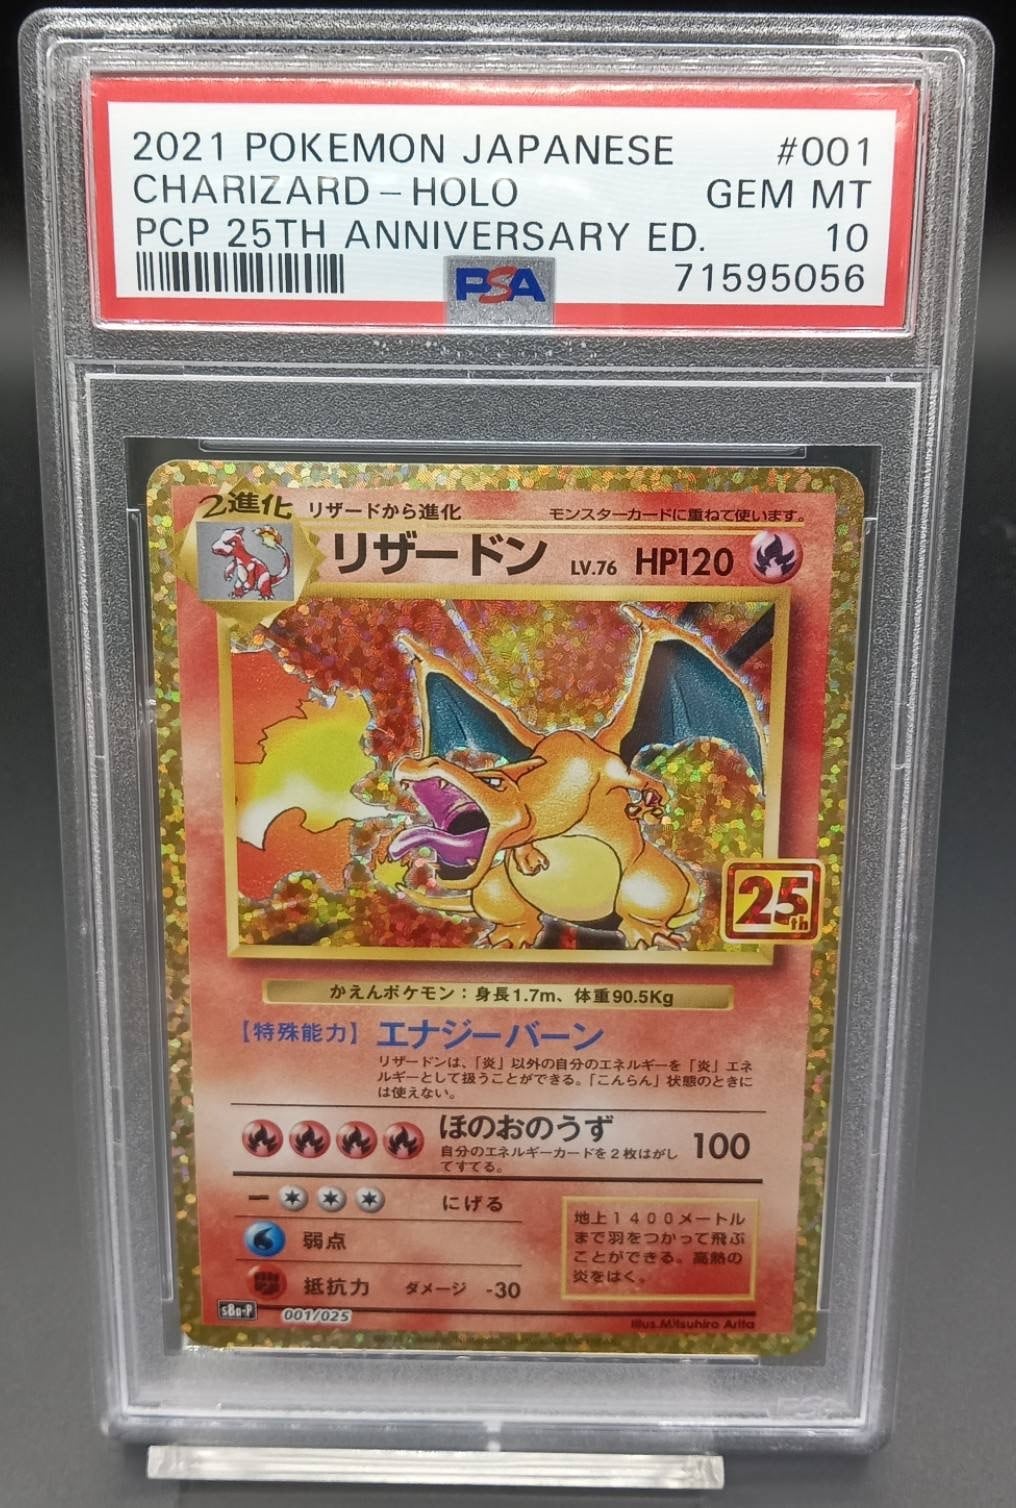 2021 POKEMON JAPANESE #001
CHARIZARD-HOLO GEM MT
PCP 25TH ANNIVERSARY ED. 10
PSA 71595056
2進化 リザードから進化 モンスターカードに重ねて使います。
リザードン LV.76 HP120
25th
かえんポケモン：身長1.7m、体重90.5Kg
【特殊能力】 エナジーバーン
リザードンは、「炎」以外の自分のエネルギーを「炎」エネ
ルギーとして扱うことができる。「こんらん」状態のときに
は使えない。
ほのおのうず 100
自分のエネルギーカードを2枚はがし
てすてる。
にげる
弱点
抵抗力 ダメージ -30
地上1400メートル
まで羽をつかって飛ぶ
ことができる。高熱の
炎をはく。
s8a-P 001/025
Illus.Mitsuhiro Arita